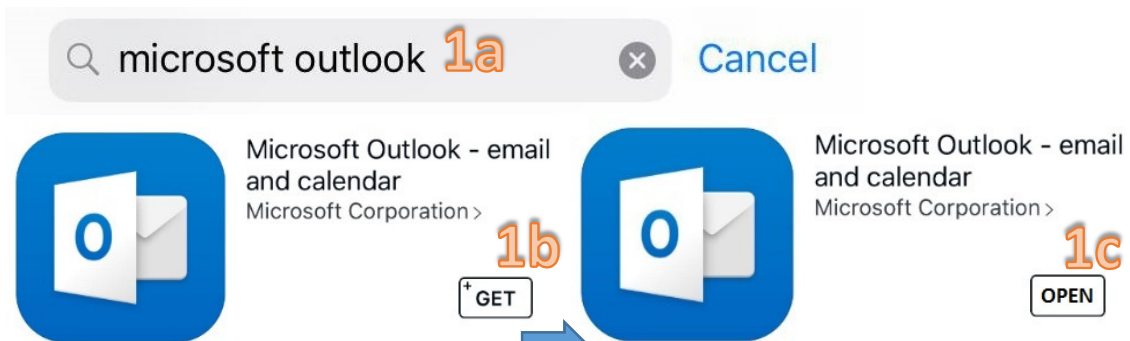 microsoft outlook 1a Cancel
Microsoft Outlook - email
and calendar
Microsoft Corporation >
1b
+ GET
O
Microsoft Outlook - email
and calendar
Microsoft Corporation >
1c
OPEN
O